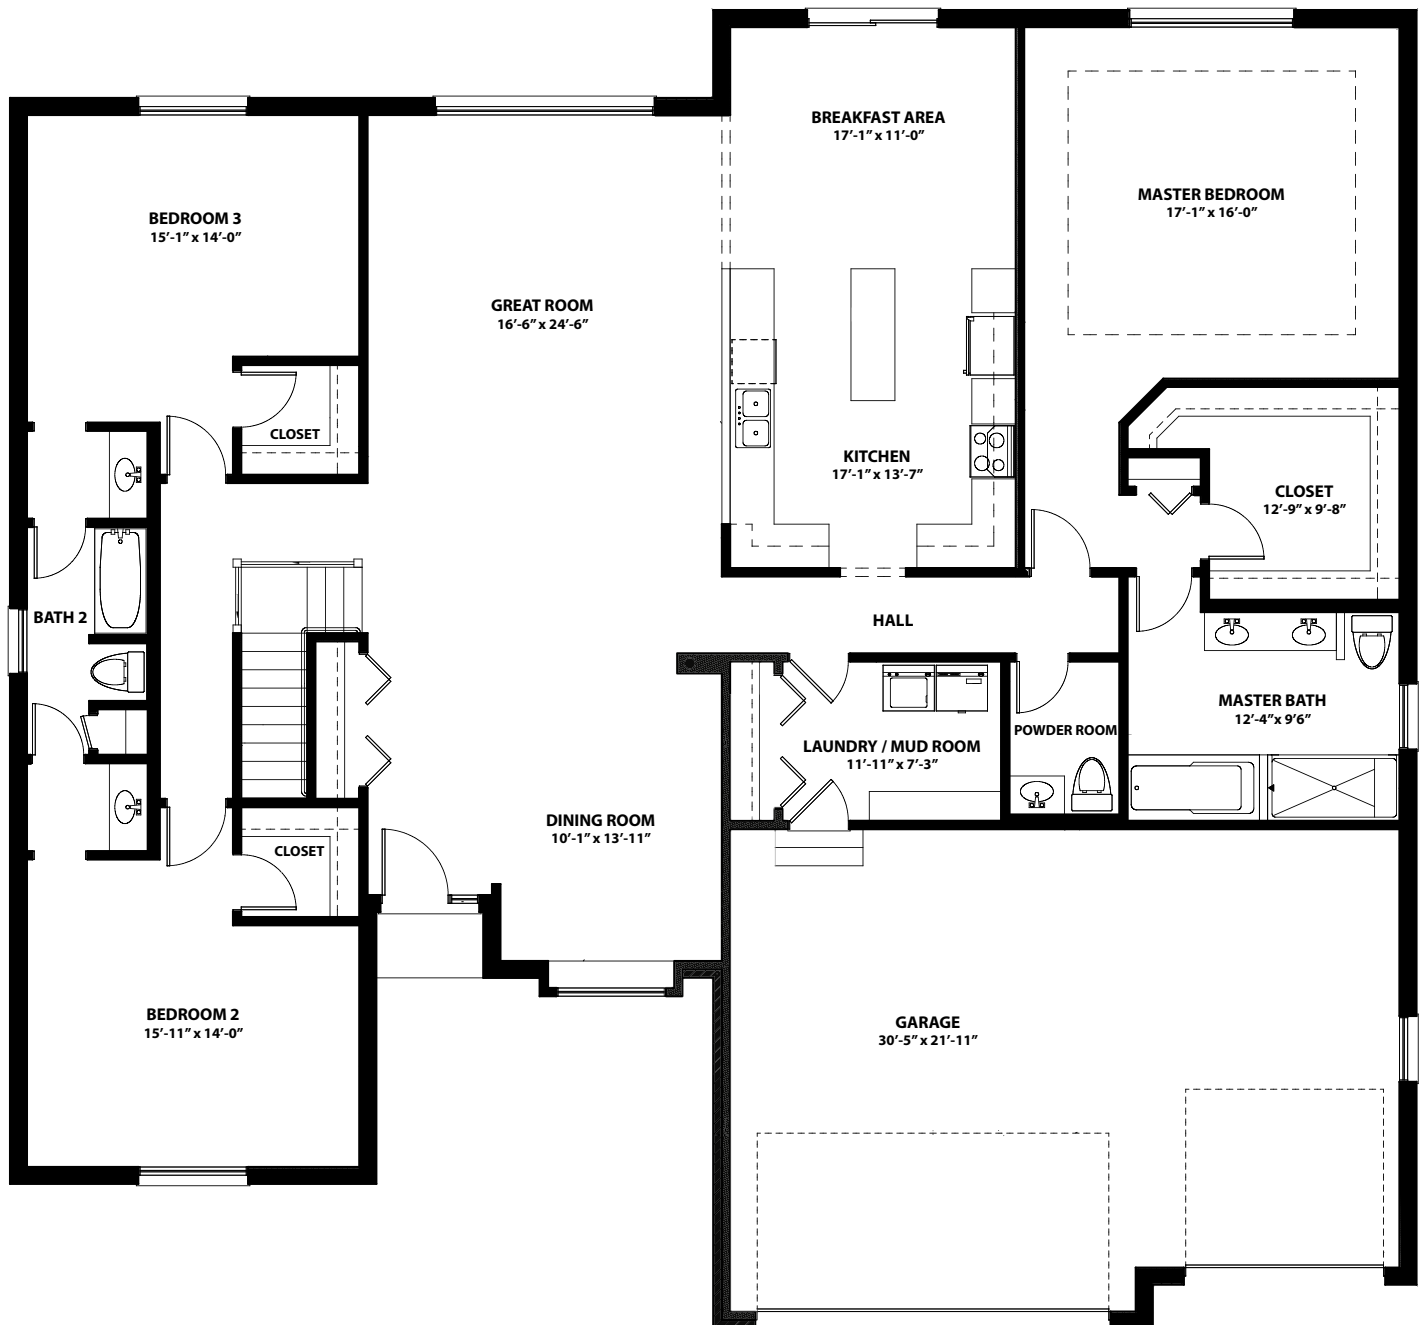 BREAKFAST AREA
17'-1" x 11'-0"
MASTER BEDROOM
17'-1" x 16'-0"
BEDROOM 3
15'-1" x 14'-0"
GREAT ROOM
16'-6" x 24'-6"
CLOSET
KITCHEN
17'-1" x 13'-7"
CLOSET
12'-9" x 9'-8"
BATH 2
HALL
MASTER BATH
12'-4" x 9'6"
POWDER ROOM
LAUNDRY / MUD ROOM
11'-11" x 7'-3"
DINING ROOM
10'-1" x 13'-11"
CLOSET
BEDROOM 2
15'-11" x 14'-0"
GARAGE
30'-5" x 21'-11"